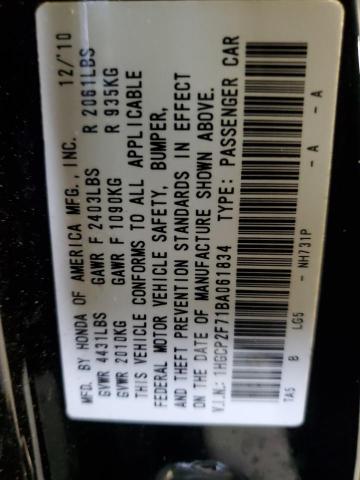 MFD. BY HONDA OF AMERICA MFG., INC. 12/10
GVWR 4431LBS GAWR F 2403LBS R 2061LBS
GVWR 2010KG GAWR F 1090KG R 935KG
THIS VEHICLE CONFORMS TO ALL APPLICABLE
FEDERAL MOTOR VEHICLE SAFETY, BUMPER,
AND THEFT PREVENTION STANDARDS IN EFFECT
ON THE DATE OF MANUFACTURE SHOWN ABOVE.
V.I.N.: 1HGCP2F71BA061834 TYPE: PASSENGER CAR
TA5 B LG5 - NH731P - A - A